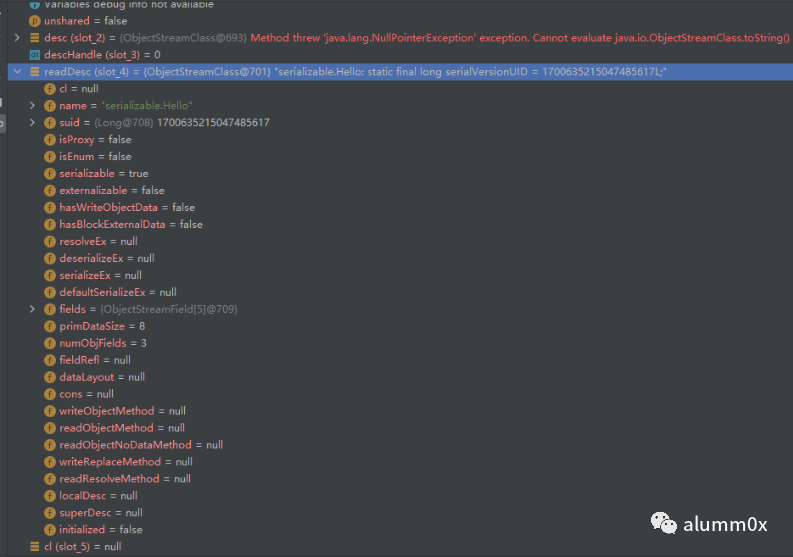 Variables debug info not available
unshared = false
desc (slot_2) = {ObjectStreamClass@693} Method threw 'java.lang.NullPointerException' exception. Cannot evaluate java.io.ObjectStreamClass.toString()
descHandle (slot_3) = 0
readDesc (slot_4) = {ObjectStreamClass@701} "serializable.Hello: static final long serialVersionUID = 1700635215047485617L;"
cl = null
name = "serializable.Hello"
suid = {Long@708} 1700635215047485617
isProxy = false
isEnum = false
serializable = true
externalizable = false
hasWriteObjectData = false
hasBlockExternalData = false
resolveEx = null
deserializeEx = null
serializeEx = null
defaultSerializeEx = null
fields = {ObjectStreamField[5]@709}
primDataSize = 8
numObjFields = 3
fieldRefl = null
dataLayout = null
cons = null
writeObjectMethod = null
readObjectMethod = null
readObjectNoDataMethod = null
writeReplaceMethod = null
readResolveMethod = null
localDesc = null
superDesc = null
initialized = false
cl (slot_5) = null
alumm0x